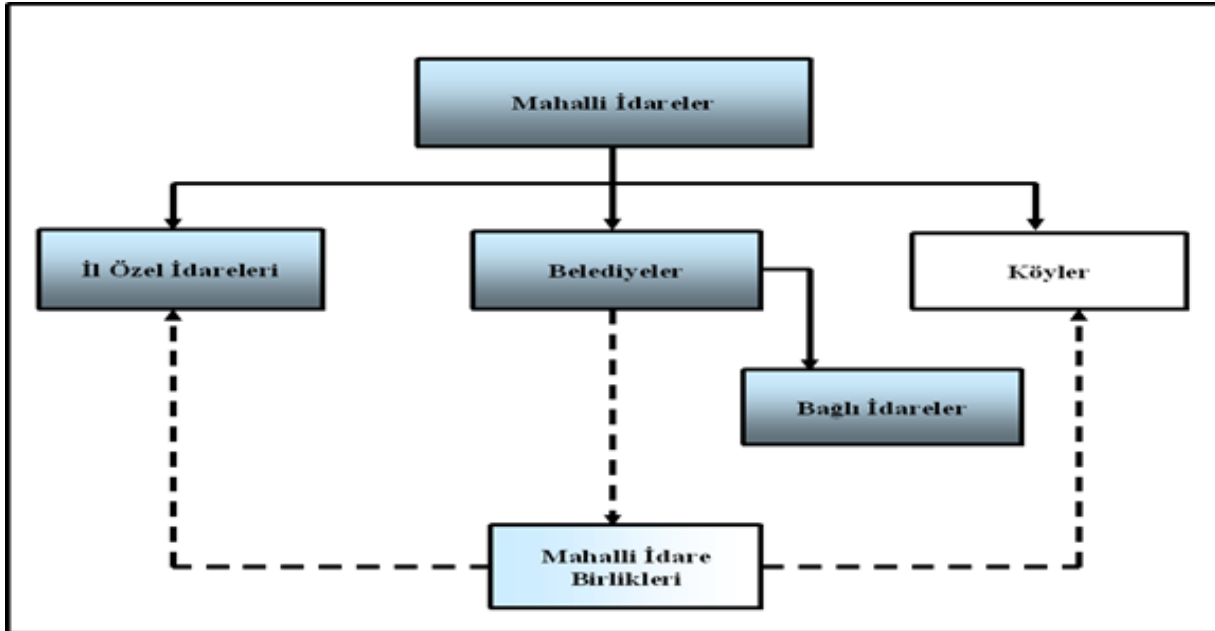 Mahalli İdareler
İl Özel İdareleri
Belediyeler
Köyler
Bağlı İdareler
Mahalli İdare
Birlikleri